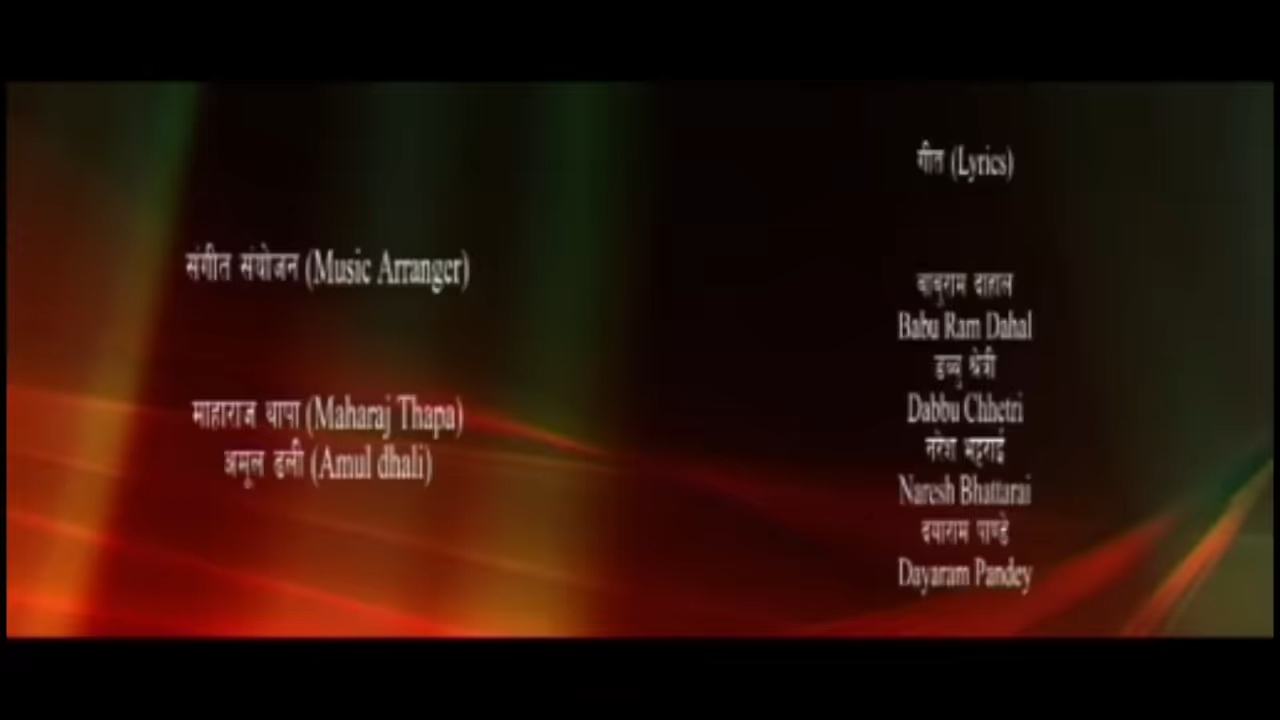 संगीत संयोजन (Music Arranger)
माहाराज थापा (Maharaj Thapa)
अमूल ढली (Amul dhali)
गीत (Lyrics)
बाबुराम दाहाल
Babu Ram Dahal
डब्बु श्रेत्री
Dabbu Chhetri
नरेश भट्टराई
Naresh Bhattarai
दयाराम पाण्डे
Dayaram Pandey